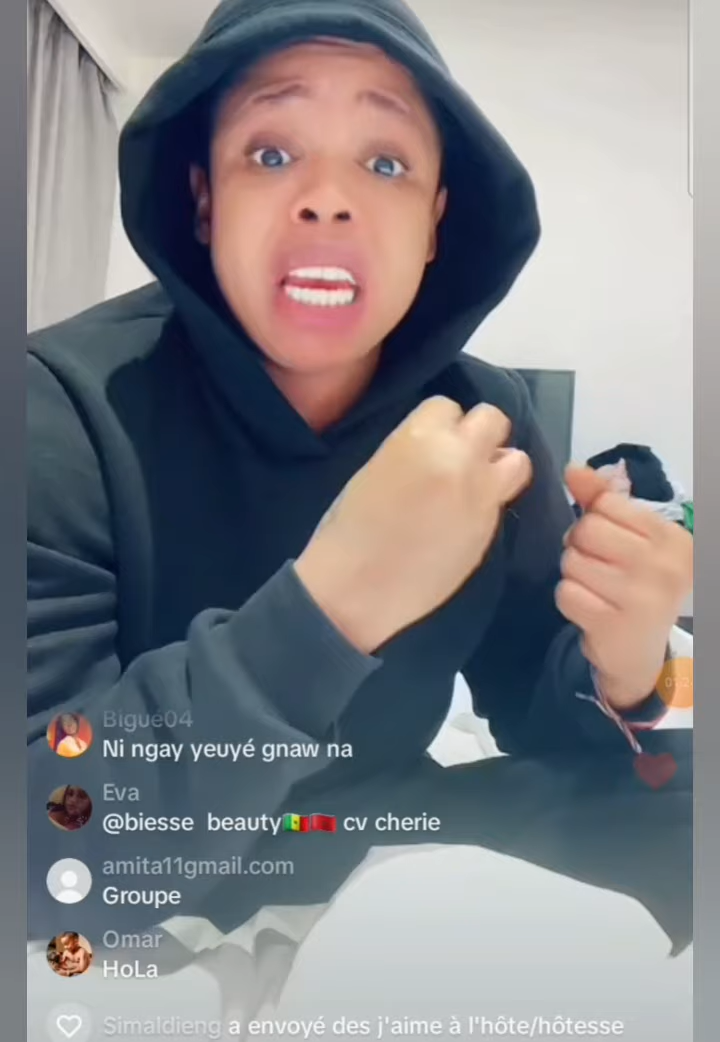 Bigué04
Ni ngay yeuyé gnaw na
Eva
@biesse beauty🇸🇳🇲🇦 cv cherie
amita11gmail.com
Groupe
Omar
HoLa
Simaldieng a envoyé des j'aime à l'hôte/hôtesse